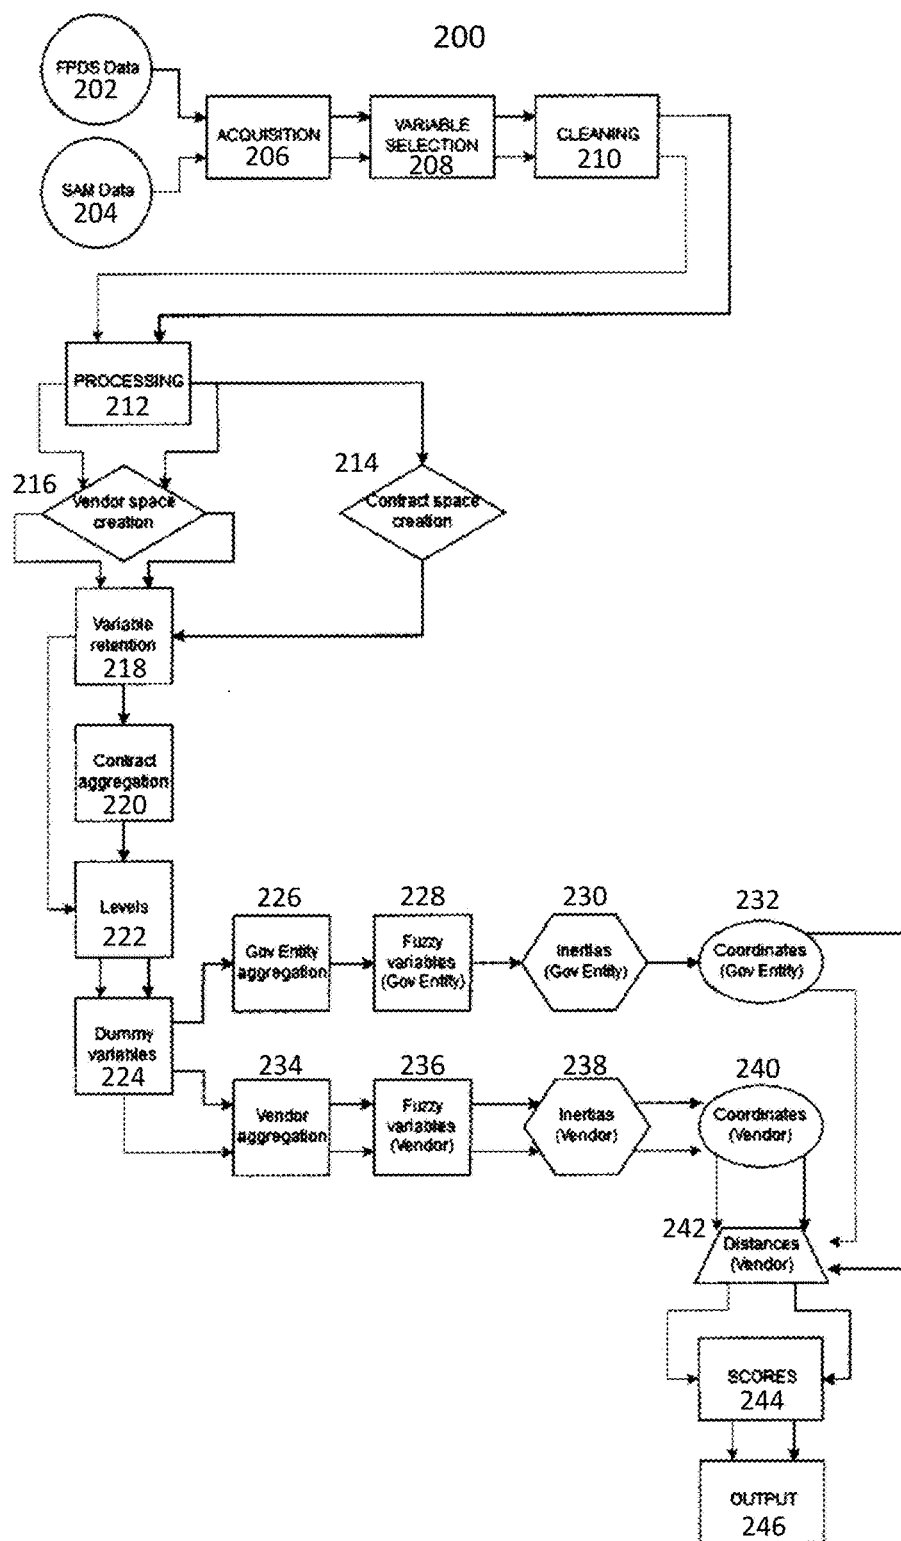 200
FPDS Data
202
SAM Data
204
ACQUISITION
206
VARIABLE
SELECTION
208
CLEANING
210
PROCESSING
212
214
Contract space
creation
216
Vendor space
creation
Variable
retention
218
Contract
aggregation
220
Levels
222
Dummy
variables
224
226
Gov Entity
aggregation
228
Fuzzy
variables
(Gov Entity)
230
Inertias
(Gov Entity)
232
Coordinates
(Gov Entity)
234
Vendor
aggregation
236
Fuzzy
variables
(Vendor)
238
Inertias
(Vendor)
240
Coordinates
(Vendor)
242
Distances
(Vendor)
SCORES
244
OUTPUT
246